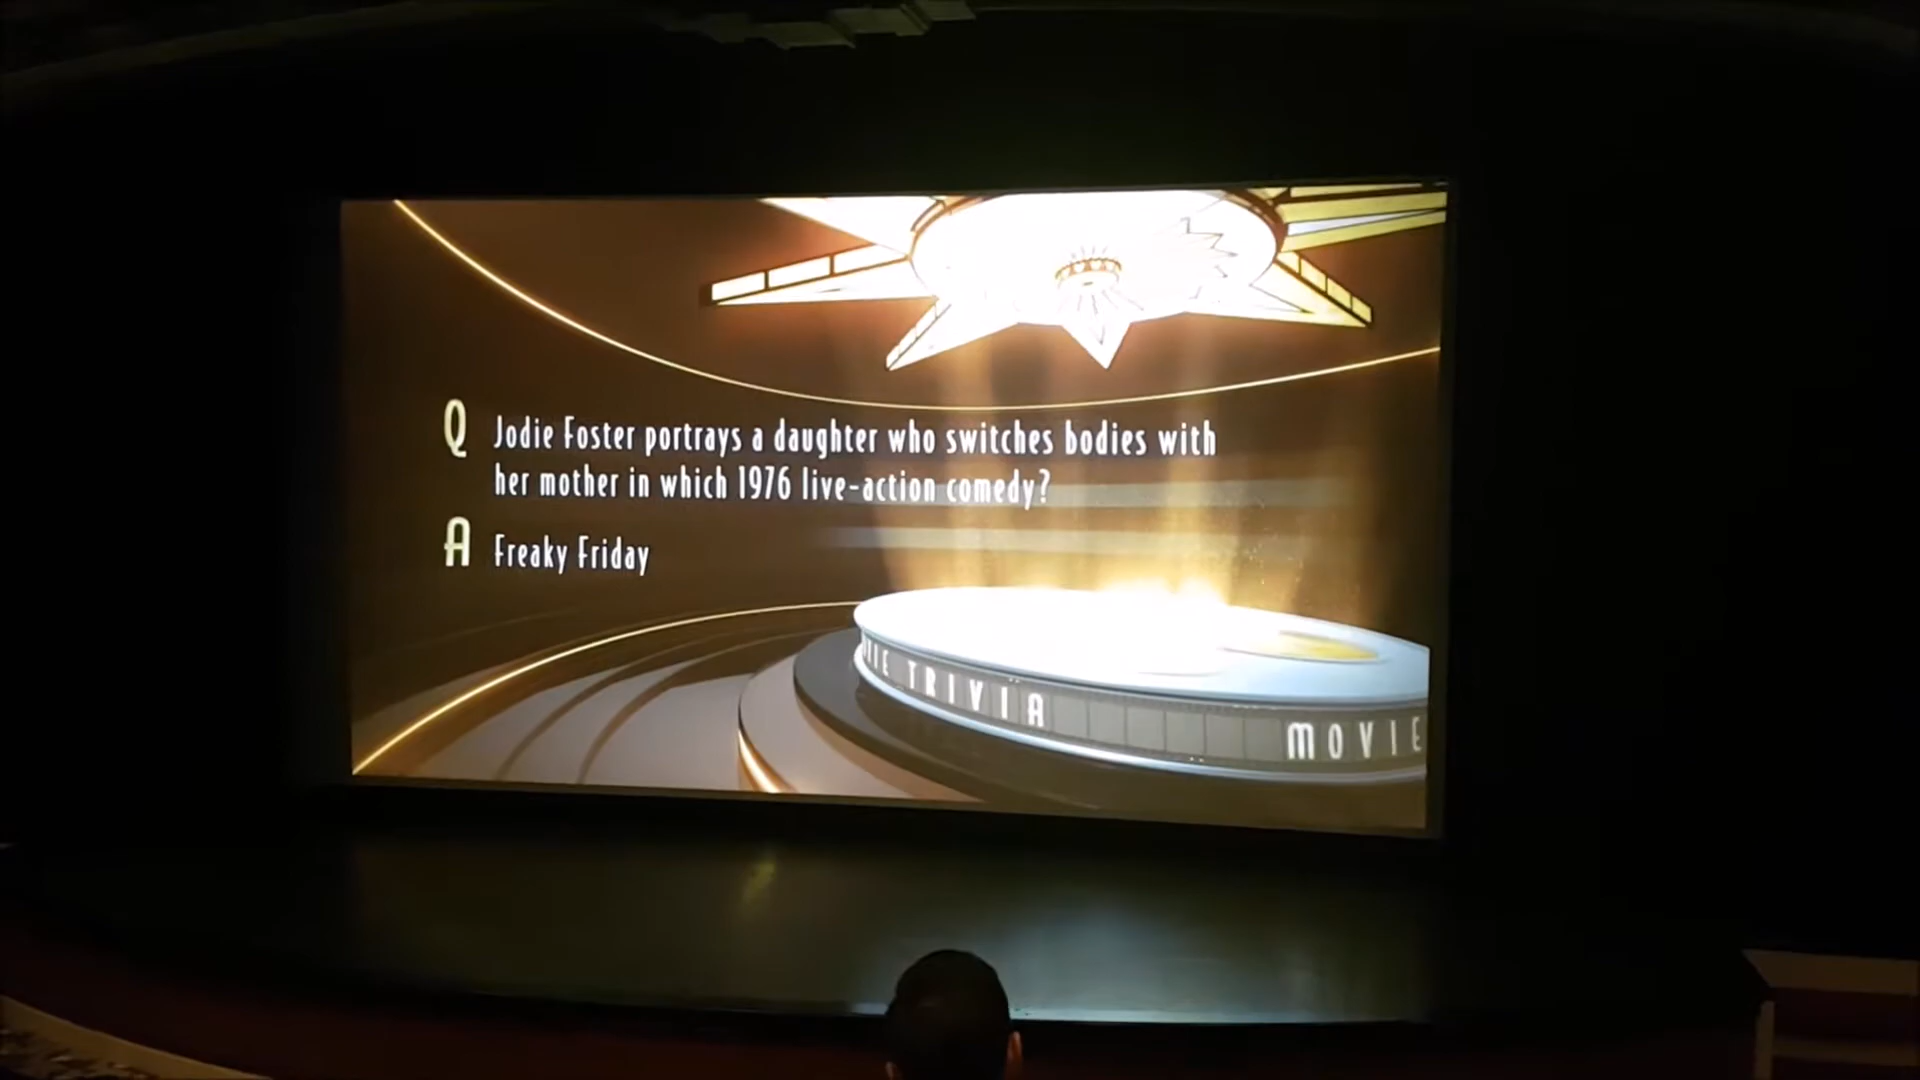 Q Jodie Foster portrays a daughter who switches bodies with
her mother in which 1976 live-action comedy?
A Freaky Friday
TRIVIA MOVIE